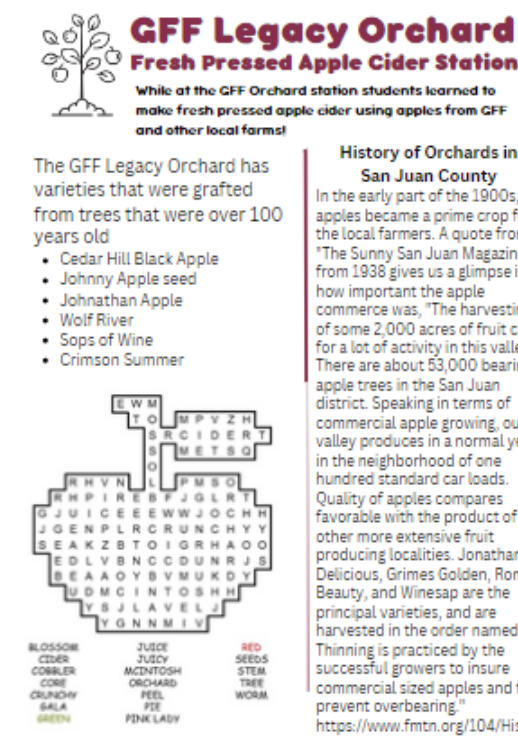 GFF Legacy Orchard
Fresh Pressed Apple Cider Station
While at the GFF Orchard station students learned to
make fresh pressed apple cider using apples from GFF
and other local farms!
The GFF Legacy Orchard has
varieties that were grafted
from trees that were over 100
years old
• Cedar Hill Black Apple
• Johnny Apple seed
• Johnathan Apple
• Wolf River
• Sops of Wine
• Crimson Summer
E W M
T O M P V Z H
S R C I D E R T
S M E T S Q
O
R H V N L P M S O
R H P I R E B F J G L R T
G J U I C E E E W W J O C H H
J G E N P L R C R U N C H Y Y
S E A K Z B T O I G R H A O O
E D L V B N C C D U N R J S
B E A A O Y B V M U K D Y
U D M C I N T O S H H
Y S J L A V E L J
Y G N N M I V
BLOSSOM
CIDER
COBBLER
CORE
CRUNCHY
GALA
GREEN
JUICE
JUICY
MCINTOSH
ORCHARD
PEEL
PIE
PINK LADY
RED
SEEDS
STEM
TREE
WORM
History of Orchards in
San Juan County
In the early part of the 1900s,
apples became a prime crop f
the local farmers. A quote from
"The Sunny San Juan Magazin
from 1938 gives us a glimpse i
how important the apple
commerce was, "The harvestin
of some 2,000 acres of fruit c
for a lot of activity in this valle
There are about 53,000 bearin
apple trees in the San Juan
district. Speaking in terms of
commercial apple growing, ou
valley produces in a normal ye
in the neighborhood of one
hundred standard car loads.
Quality of apples compares
favorable with the product of
other more extensive fruit
producing localities. Jonathan
Delicious, Grimes Golden, Rom
Beauty, and Winesap are the
principal varieties, and are
harvested in the order named
Thinning is practiced by the
successful growers to insure
commercial sized apples and t
prevent overbearing."
https://www.fmtn.org/104/His